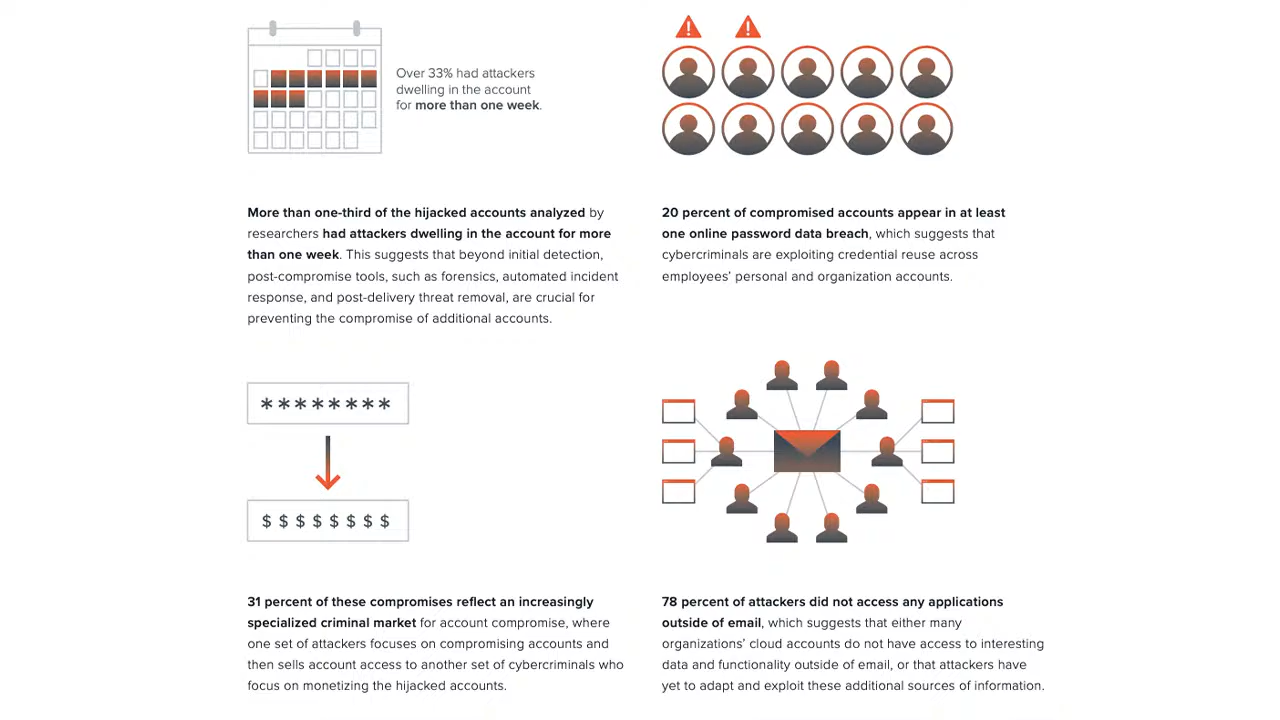 Over 33% had attackers
dwelling in the account
for more than one week.
More than one-third of the hijacked accounts analyzed by
researchers had attackers dwelling in the account for more
than one week. This suggests that beyond initial detection,
post-compromise tools, such as forensics, automated incident
response, and post-delivery threat removal, are crucial for
preventing the compromise of additional accounts.
20 percent of compromised accounts appear in at least
one online password data breach, which suggests that
cybercriminals are exploiting credential reuse across
employees’ personal and organization accounts.
********
$ $ $ $ $ $ $ $
31 percent of these compromises reflect an increasingly
specialized criminal market for account compromise, where
one set of attackers focuses on compromising accounts and
then sells account access to another set of cybercriminals who
focus on monetizing the hijacked accounts.
78 percent of attackers did not access any applications
outside of email, which suggests that either many
organizations’ cloud accounts do not have access to interesting
data and functionality outside of email, or that attackers have
yet to adapt and exploit these additional sources of information.